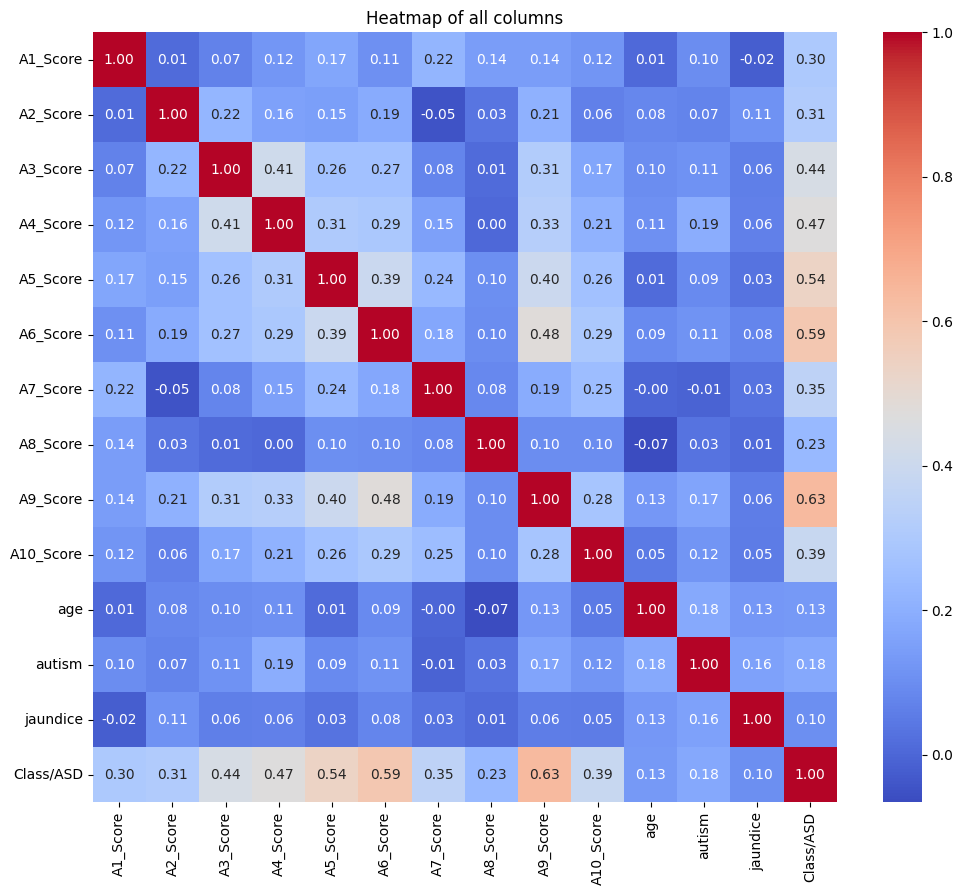 Heatmap of all columns
A1_Score 1.00 0.01 0.07 0.12 0.17 0.11 0.22 0.14 0.14 0.12 0.01 0.10 -0.02 0.30
A2_Score 0.01 1.00 0.22 0.16 0.15 0.19 -0.05 0.03 0.21 0.06 0.08 0.07 0.11 0.31
A3_Score 0.07 0.22 1.00 0.41 0.26 0.27 0.08 0.01 0.31 0.17 0.10 0.11 0.06 0.44
A4_Score 0.12 0.16 0.41 1.00 0.31 0.29 0.15 0.00 0.33 0.21 0.11 0.19 0.06 0.47
A5_Score 0.17 0.15 0.26 0.31 1.00 0.39 0.24 0.10 0.40 0.26 0.01 0.09 0.03 0.54
A6_Score 0.11 0.19 0.27 0.29 0.39 1.00 0.18 0.10 0.48 0.29 0.09 0.11 0.08 0.59
A7_Score 0.22 -0.05 0.08 0.15 0.24 0.18 1.00 0.08 0.19 0.25 -0.00 -0.01 0.03 0.35
A8_Score 0.14 0.03 0.01 0.00 0.10 0.10 0.08 1.00 0.10 0.10 -0.07 0.03 0.01 0.23
A9_Score 0.14 0.21 0.31 0.33 0.40 0.48 0.19 0.10 1.00 0.28 0.13 0.17 0.06 0.63
A10_Score 0.12 0.06 0.17 0.21 0.26 0.29 0.25 0.10 0.28 1.00 0.05 0.12 0.05 0.39
age 0.01 0.08 0.10 0.11 0.01 0.09 -0.00 -0.07 0.13 0.05 1.00 0.18 0.13 0.13
autism 0.10 0.07 0.11 0.19 0.09 0.11 -0.01 0.03 0.17 0.12 0.18 1.00 0.16 0.18
jaundice -0.02 0.11 0.06 0.06 0.03 0.08 0.03 0.01 0.06 0.05 0.13 0.16 1.00 0.10
Class/ASD 0.30 0.31 0.44 0.47 0.54 0.59 0.35 0.23 0.63 0.39 0.13 0.18 0.10 1.00
A1_Score A2_Score A3_Score A4_Score A5_Score A6_Score A7_Score A8_Score A9_Score A10_Score age autism jaundice Class/ASD
1.0
0.8
0.6
0.4
0.2
0.0